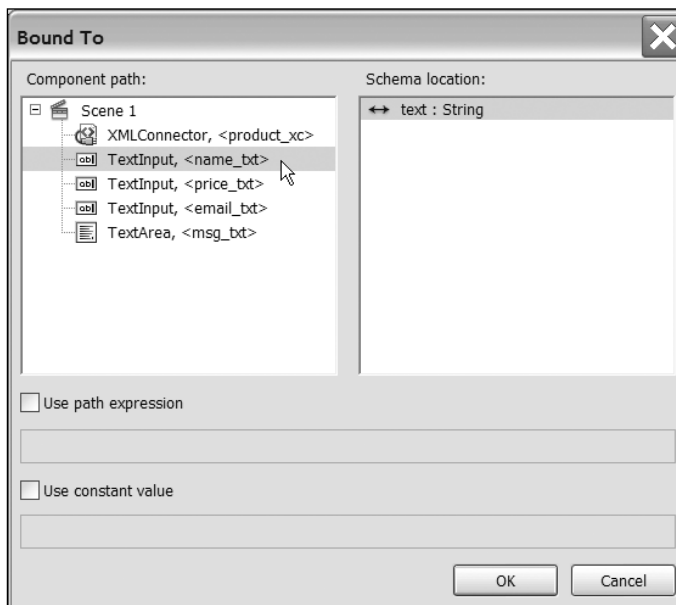 Bound To
Component path:
Schema location:
Scene 1
XMLConnector, <product_xc>
TextInput, <name_txt>
TextInput, <price_txt>
TextInput, <email_txt>
TextArea, <msg_txt>
text : String
Use path expression
Use constant value
OK
Cancel